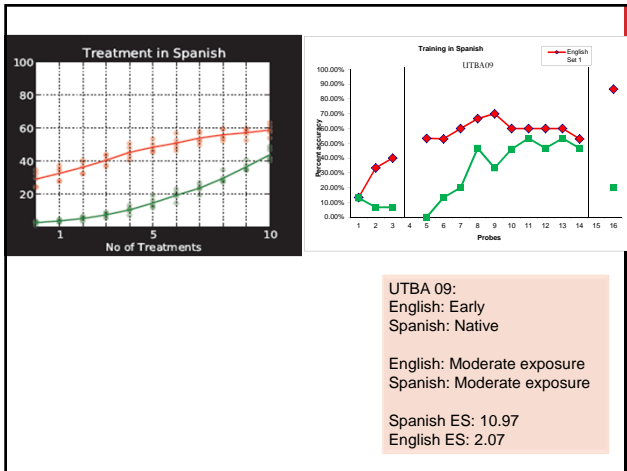 Treatment in Spanish
100
80
60
40
20
1
5
10
No of Treatments
Training in Spanish
UTBA09
English
Set 1
Percent accuracy
100.00%
90.00%
80.00%
70.00%
60.00%
50.00%
40.00%
30.00%
20.00%
10.00%
0.00%
1 2 3 4 5 6 7 8 9 10 11 12 13 14 15 16
Probes
UTBA 09:
English: Early
Spanish: Native
English: Moderate exposure
Spanish: Moderate exposure
Spanish ES: 10.97
English ES: 2.07